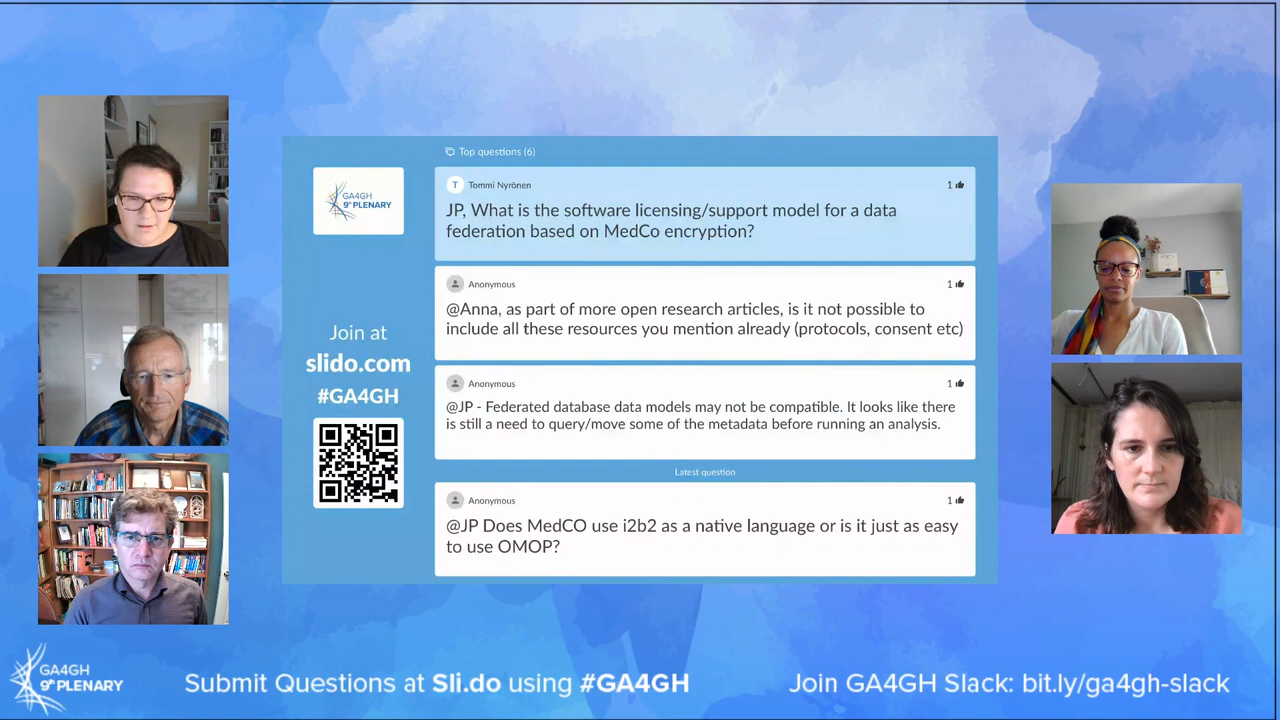 Top questions (6)
GA4GH
9th PLENARY
T Tommi Nyrönen
1
JP, What is the software licensing/support model for a data
federation based on MedCo encryption?
Anonymous
1
@Anna, as part of more open research articles, is it not possible to
include all these resources you mention already (protocols, consent etc)
Join at
slido.com
#GA4GH
Anonymous
1
@JP - Federated database data models may not be compatible. It looks like there
is still a need to query/move some of the metadata before running an analysis.
Latest question
Anonymous
1
@JP Does MedCO use i2b2 as a native language or is it just as easy
to use OMOP?
GA4GH
9th PLENARY
Submit Questions at Sli.do using #GA4GH
Join GA4GH Slack: bit.ly/ga4gh-slack